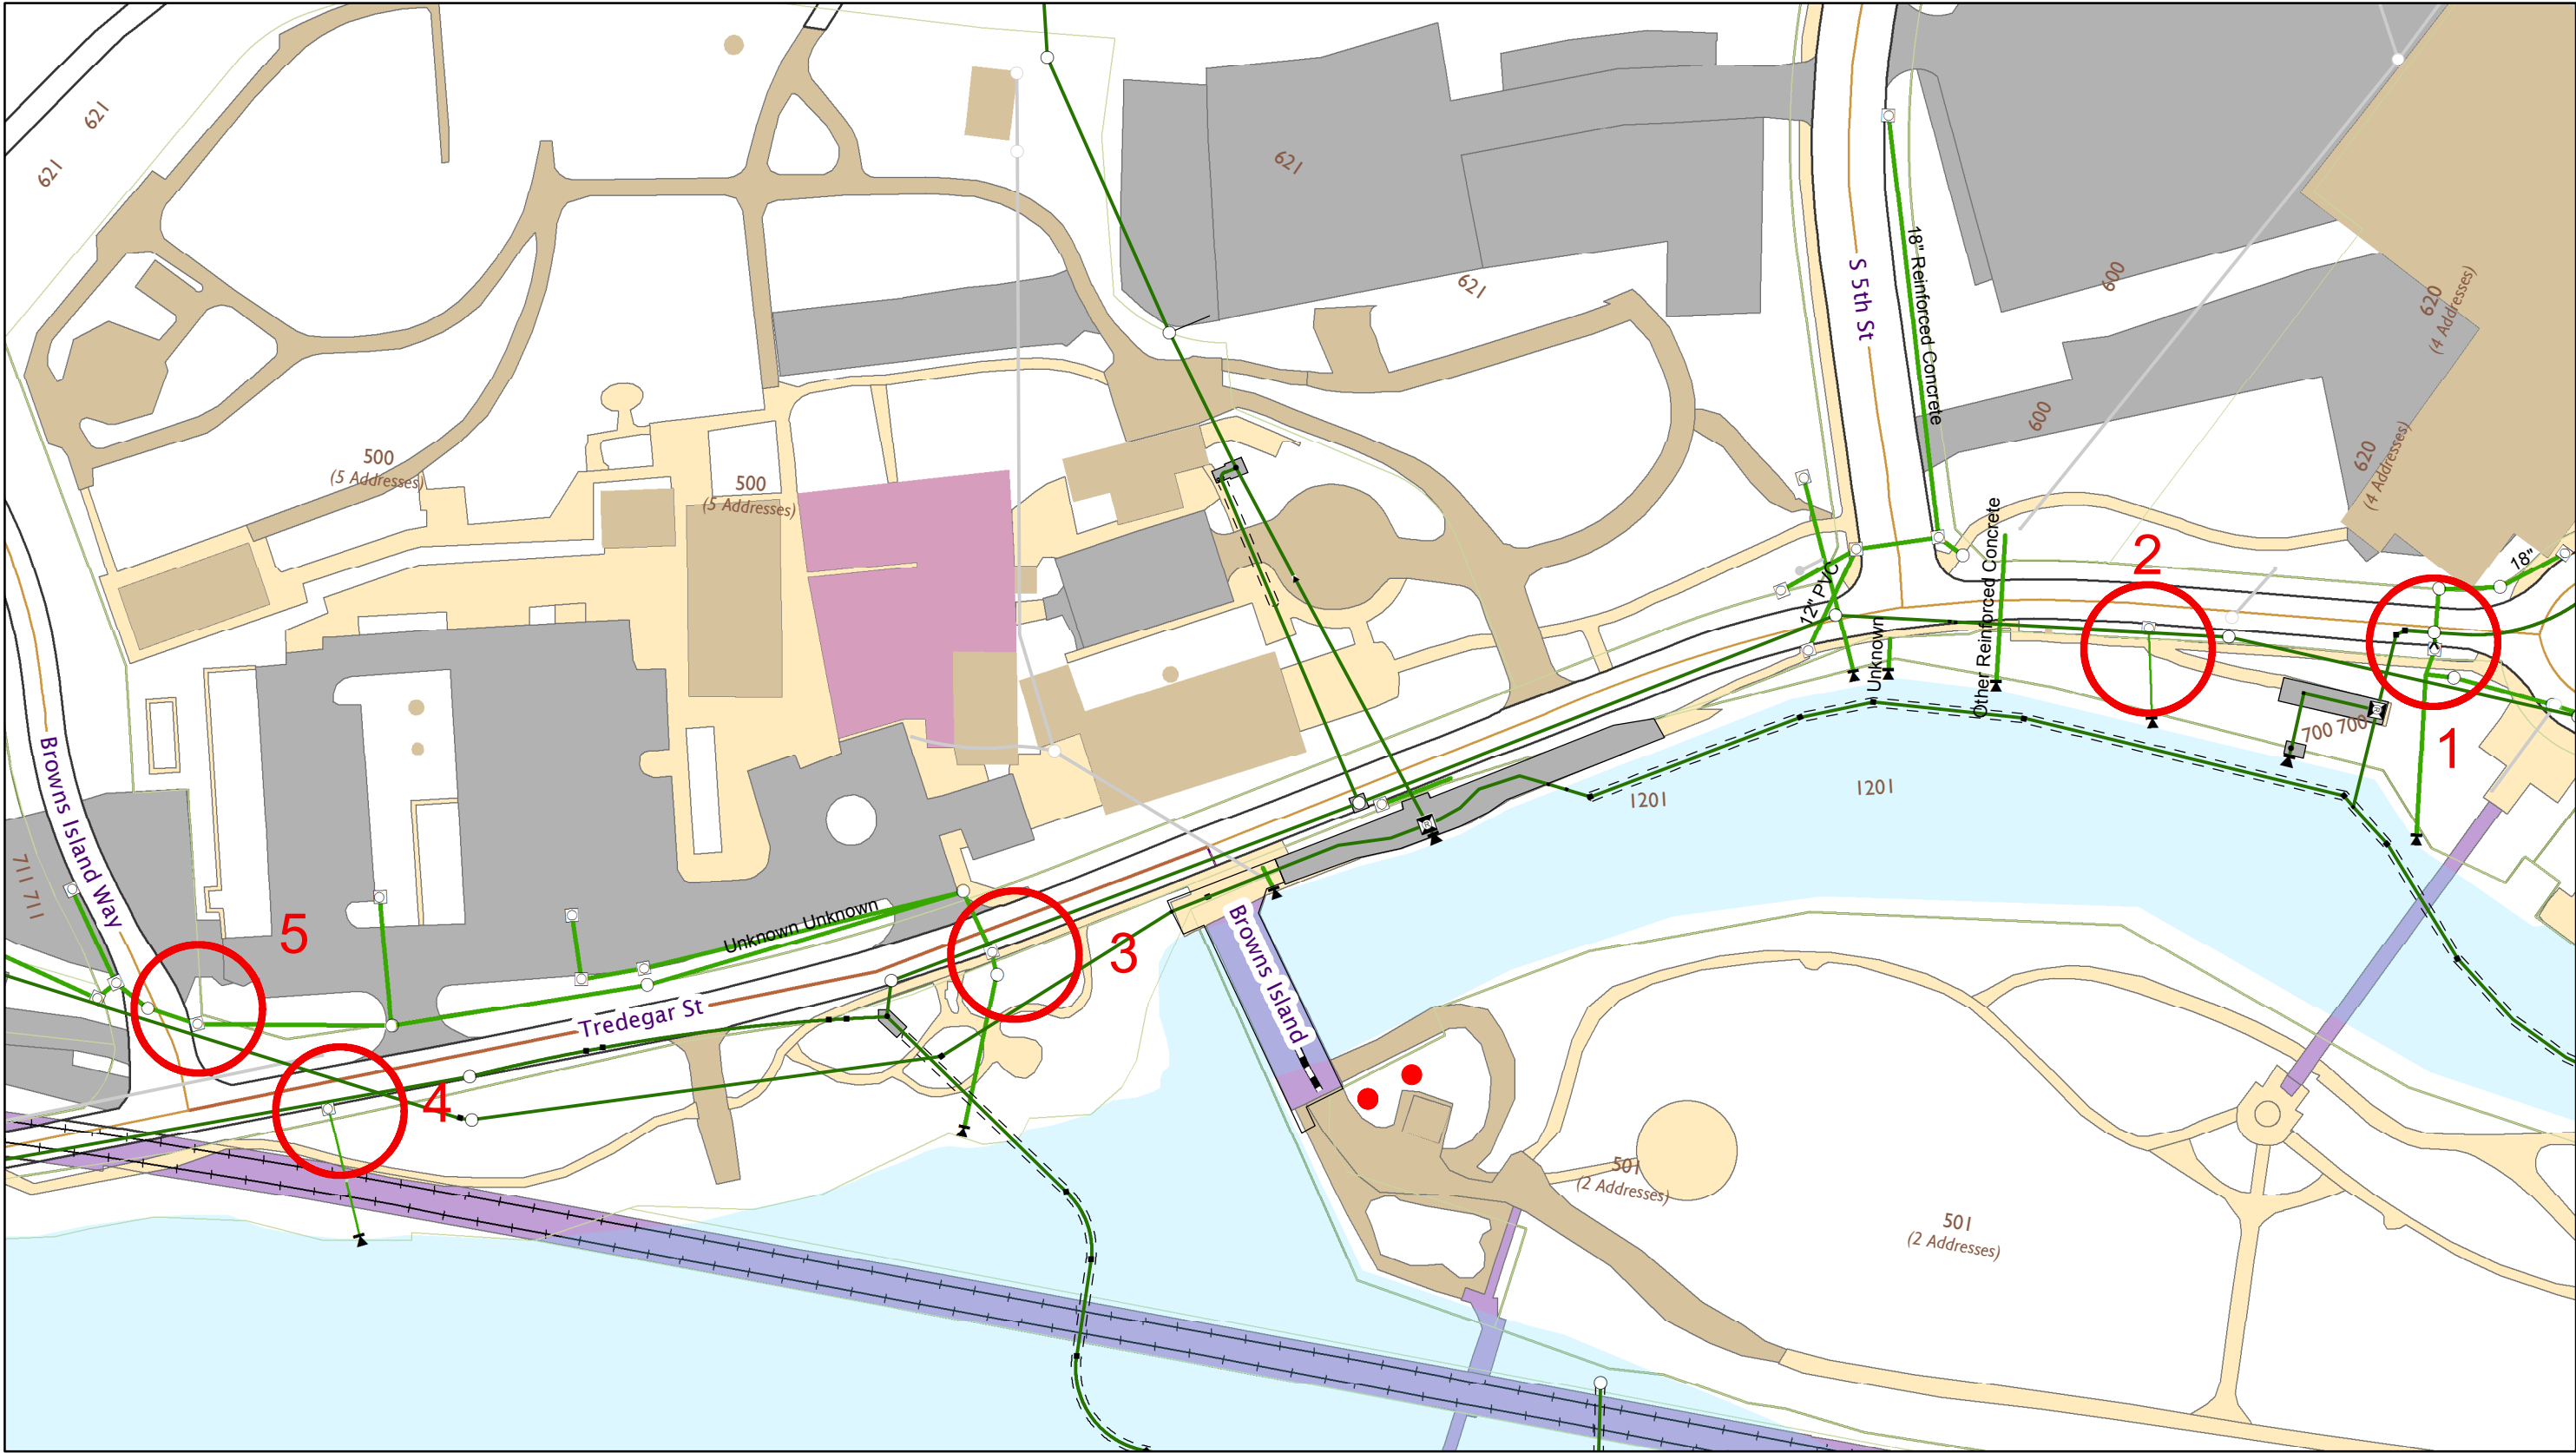 621
621
621
S 5th St
18" Reinforced Concrete
621
600
620
(4 Addresses)
600
620
(4 Addresses)
500
(5 Addresses)
500
(5 Addresses)
Other Reinforced Concrete
2
18"
12" PVC
Unknown
700 700
1
1201
1201
Browns Island Way
711 711
5
Unknown Unknown
3
Browns Island
Tredegar St
4
501
(2 Addresses)
501
(2 Addresses)